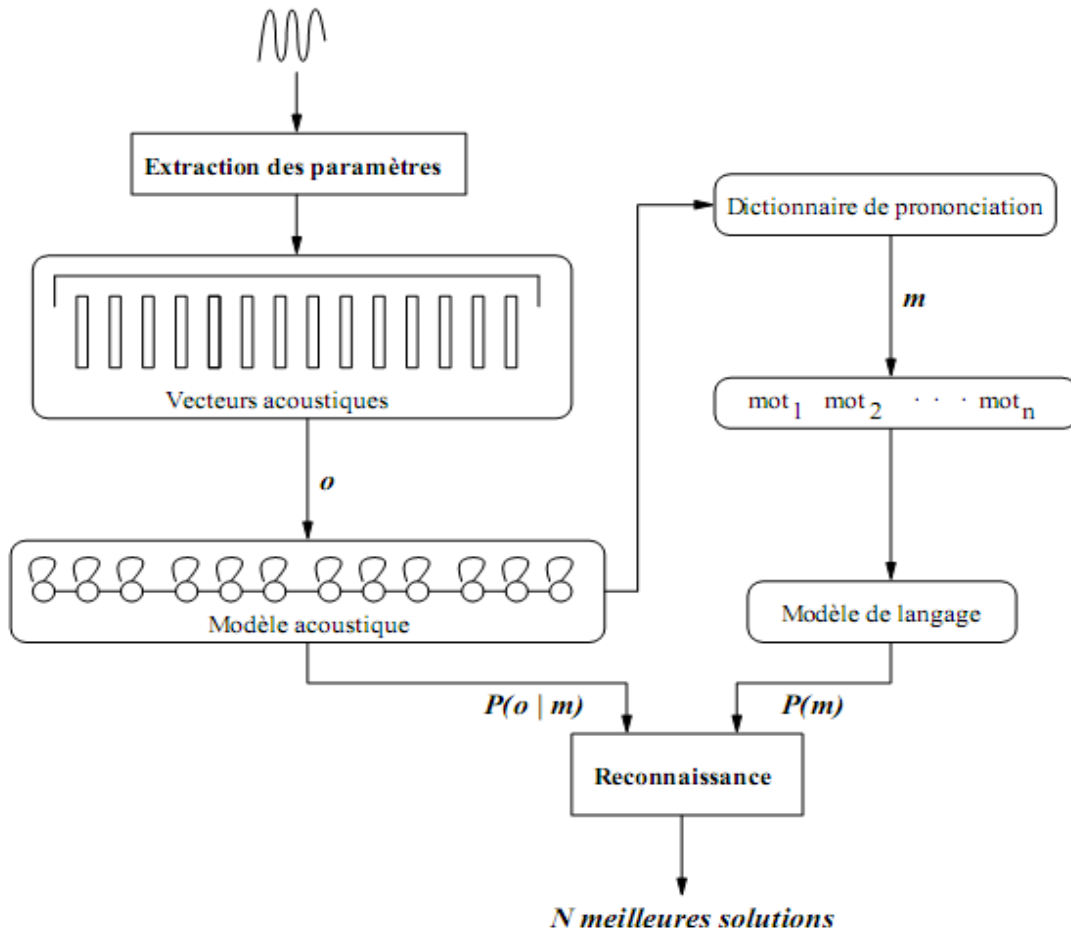 Extraction des paramètres
Vecteurs acoustiques
o
Modèle acoustique
P(o | m)
Dictionnaire de prononciation
m
mot1 mot2 · · · motn
Modèle de langage
P(m)
Reconnaissance
N meilleures solutions